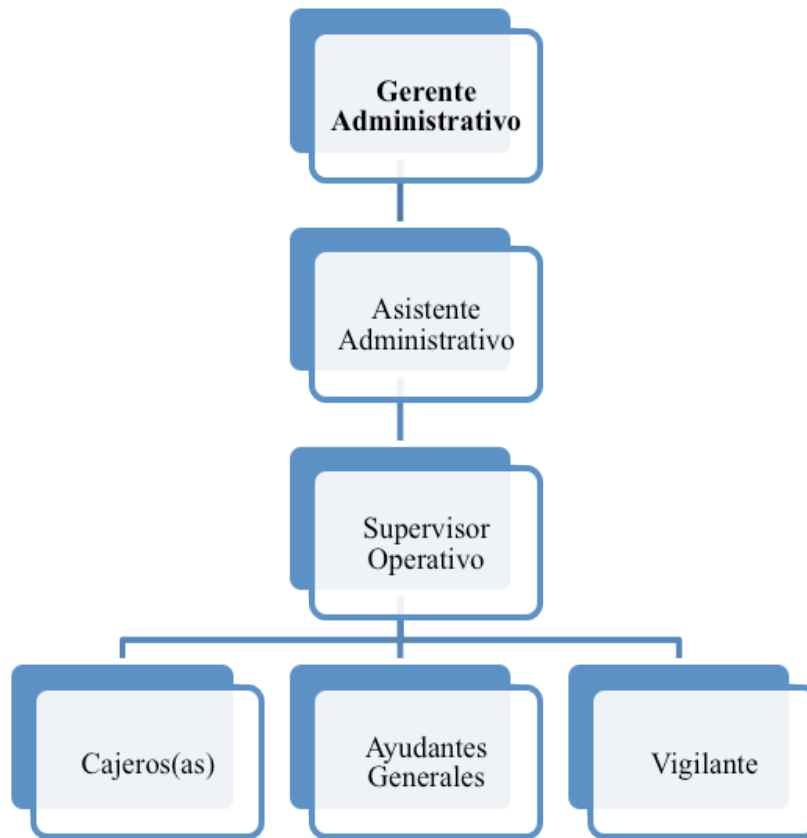 Gerente
Administrativo
Asistente
Administrativo
Supervisor
Operativo
Cajeros(as)
Ayudantes
Generales
Vigilante